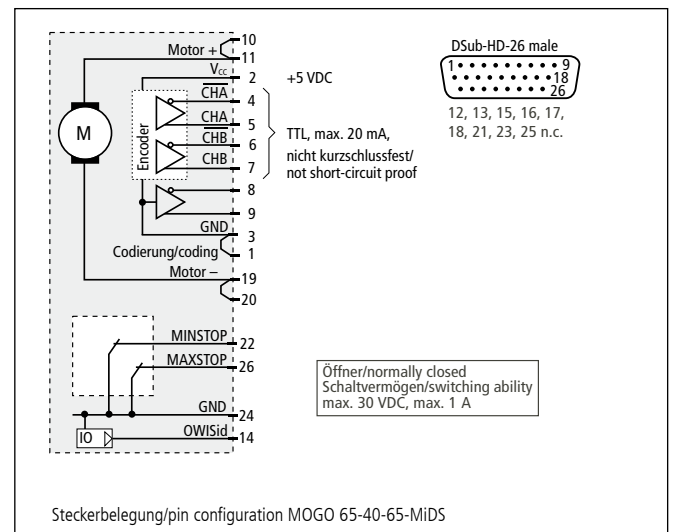 Motor +
10
11
Vcc
2
+5 VDC
CHA
4
CHA
5
CHB
6
CHB
7
TTL, max. 20 mA,
nicht kurzschlussfest/
not short-circuit proof
M
Encoder
8
9
GND
3
Codierung/coding
1
Motor –
19
20
MINSTOP
22
MAXSTOP
26
GND
24
IO
OWISid
14
DSub-HD-26 male
1
9
18
26
12, 13, 15, 16, 17,
18, 21, 23, 25 n.c.
Öffner/normally closed
Schaltvermögen/switching ability
max. 30 VDC, max. 1 A
Steckerbelegung/pin configuration MOGO 65-40-65-MiDS